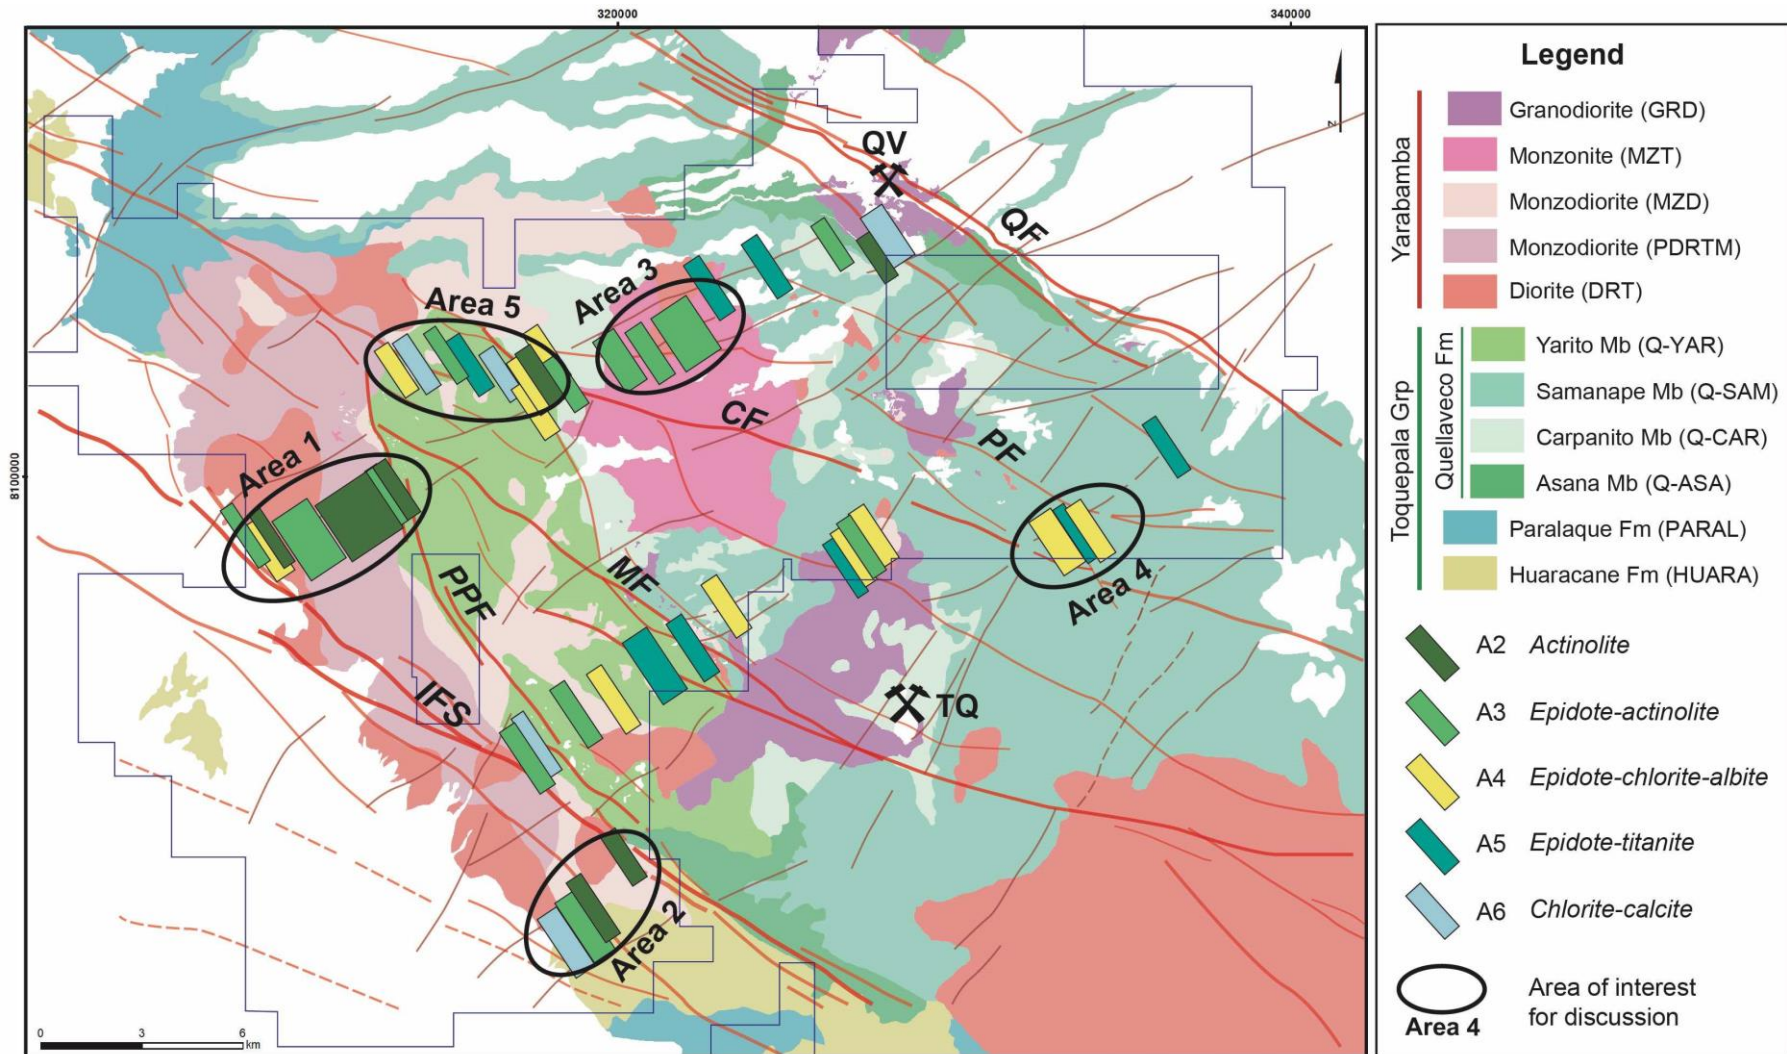 320000
340000
8100000
z
QV
QF
Area 3
Area 5
CF
PF
Area 1
Area 4
MF
PPF
IFS
TQ
Area 2
0 3 6
km
Legend
Yarabamba
Granodiorite (GRD)
Monzonite (MZT)
Monzodiorite (MZD)
Monzodiorite (PDRTM)
Diorite (DRT)
Toquepala Grp
Quellaveco Fm
Yarito Mb (Q-YAR)
Samanape Mb (Q-SAM)
Carpanito Mb (Q-CAR)
Asana Mb (Q-ASA)
Paralaque Fm (PARAL)
Huaracane Fm (HUARA)
A2 Actinolite
A3 Epidote-actinolite
A4 Epidote-chlorite-albite
A5 Epidote-titanite
A6 Chlorite-calcite
Area of interest
for discussion
Area 4